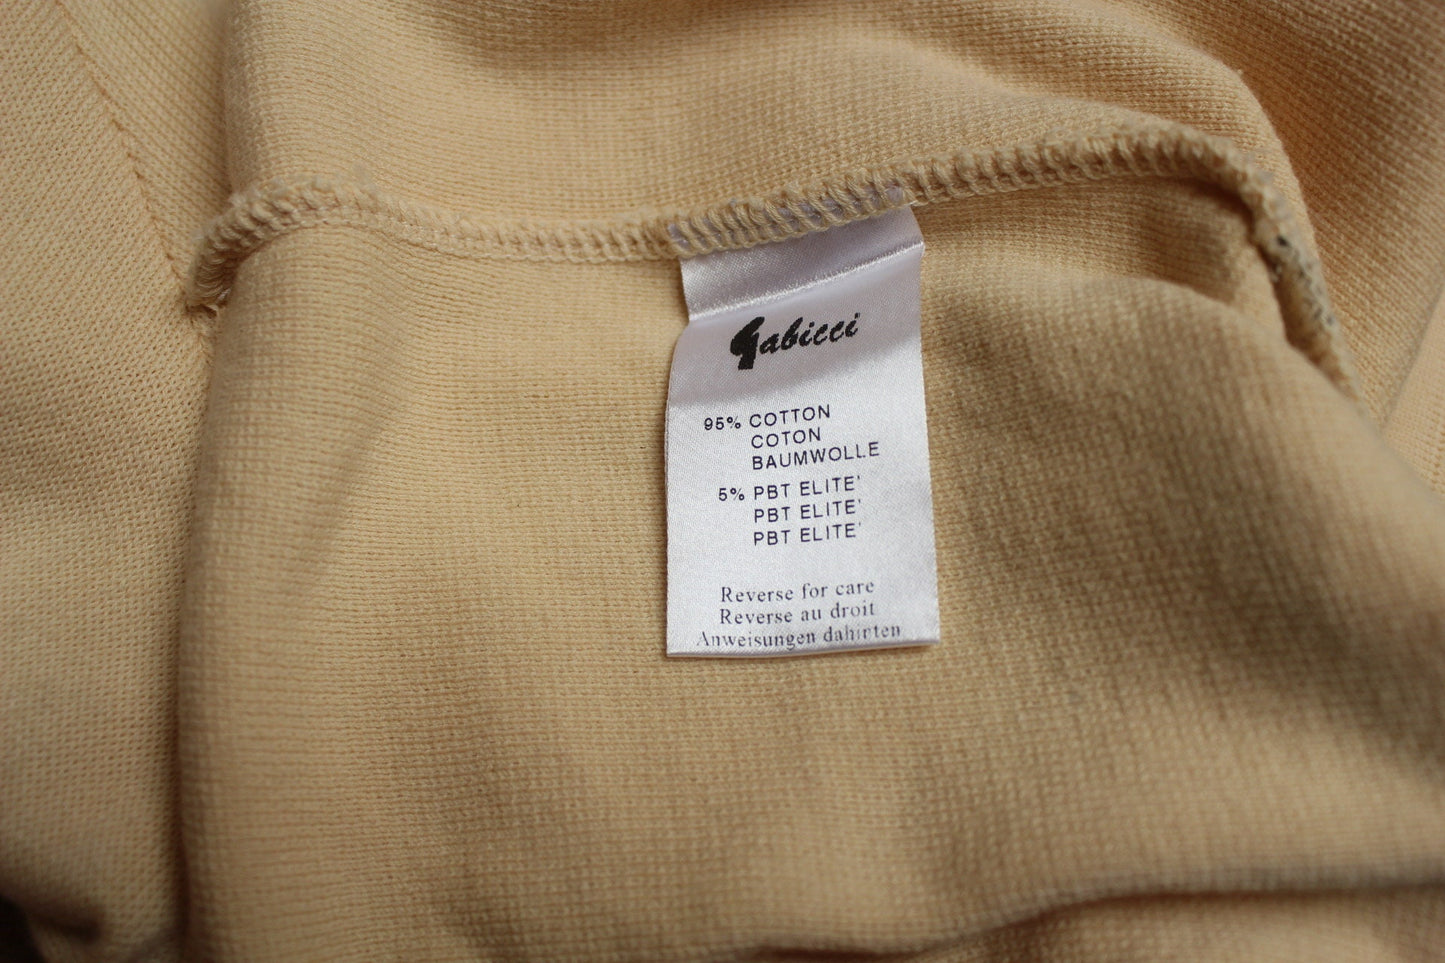 Gabicci
95% COTTON
COTON
BAUMWOLLE
5% PBT ELITE'
PBT ELITE'
PBT ELITE'
Reverse for care
Reverse au droit
Anweisungen dahinten